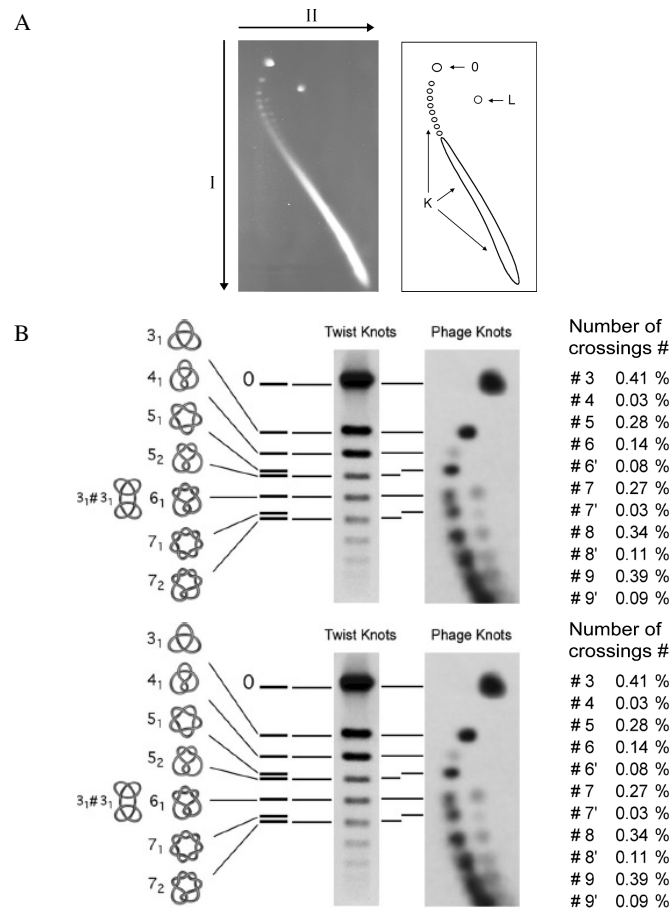 A
II
I
0
L
K
B
Twist Knots
Phage Knots
Number of
crossings #
3₁
4₁
5₁
5₂
3₁#3₁
6₁
7₁
7₂
0
# 3 0.41 %
# 4 0.03 %
# 5 0.28 %
# 6 0.14 %
# 6' 0.08 %
# 7 0.27 %
# 7' 0.03 %
# 8 0.34 %
# 8' 0.11 %
# 9 0.39 %
# 9' 0.09 %
Twist Knots
Phage Knots
Number of
crossings #
3₁
4₁
5₁
5₂
3₁#3₁
6₁
7₁
7₂
0
# 3 0.41 %
# 4 0.03 %
# 5 0.28 %
# 6 0.14 %
# 6' 0.08 %
# 7 0.27 %
# 7' 0.03 %
# 8 0.34 %
# 8' 0.11 %
# 9 0.39 %
# 9' 0.09 %